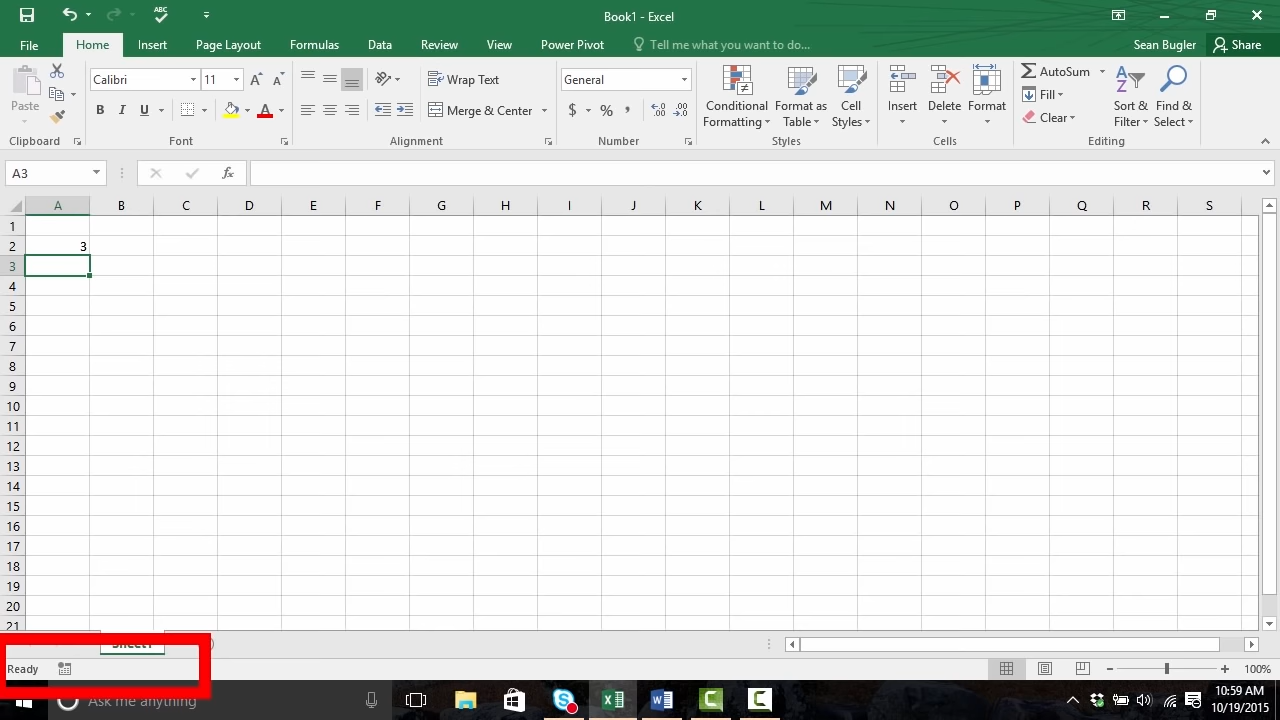 ABC
Book1 - Excel
File Home Insert Page Layout Formulas Data Review View Power Pivot Tell me what you want to do... Sean Bugler Share
Paste
Calibri 11
B I U A
Wrap Text
Merge & Center
General
$ % ,
Conditional Formatting
Format as Table
Cell Styles
Insert Delete Format
AutoSum
Fill
Clear
Sort & Filter
Find & Select
Clipboard Font Alignment Number Styles Cells Editing
A3 fx
A B C D E F G H I J K L M N O P Q R S
1
2 3
3
4
5
6
7
8
9
10
11
12
13
14
15
16
17
18
19
20
21
Sheet1
Ready 100%
Ask me anything 10:59 AM
10/19/2015